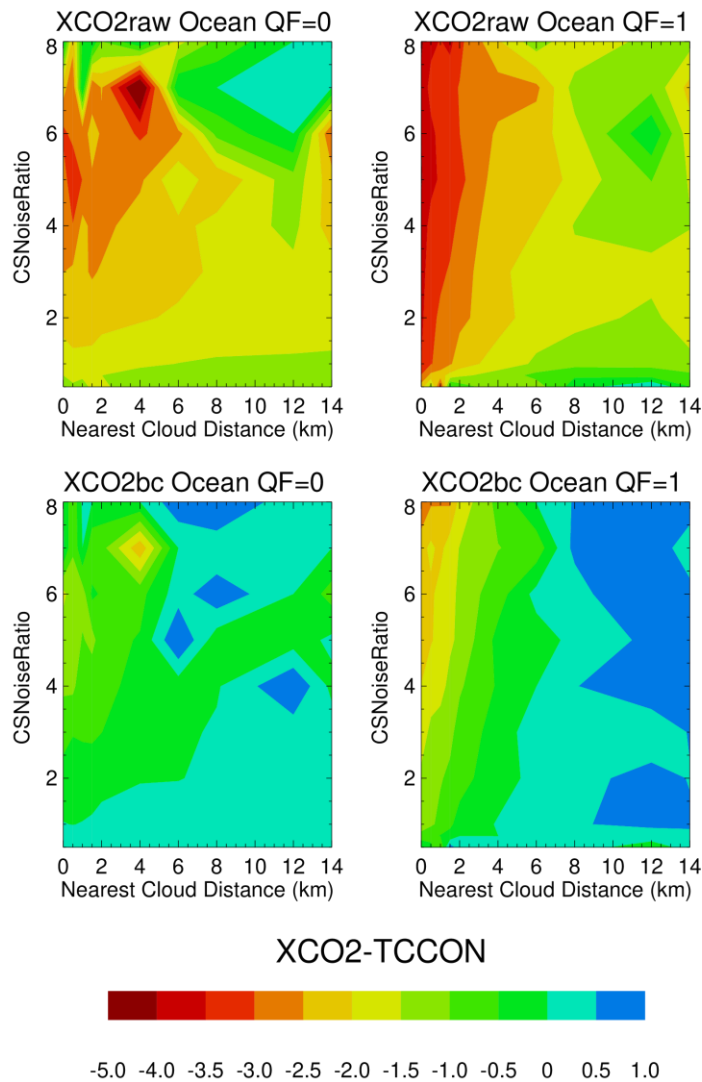 XCO2raw Ocean QF=0
XCO2raw Ocean QF=1
8
6
4
2
CSNoiseRatio
0 2 4 6 8 10 12 14
Nearest Cloud Distance (km)
8
6
4
2
CSNoiseRatio
0 2 4 6 8 10 12 14
Nearest Cloud Distance (km)
XCO2bc Ocean QF=0
XCO2bc Ocean QF=1
8
6
4
2
CSNoiseRatio
0 2 4 6 8 10 12 14
Nearest Cloud Distance (km)
8
6
4
2
CSNoiseRatio
0 2 4 6 8 10 12 14
Nearest Cloud Distance (km)
XCO2-TCCON
-5.0 -4.0 -3.5 -3.0 -2.5 -2.0 -1.5 -1.0 -0.5 0 0.5 1.0